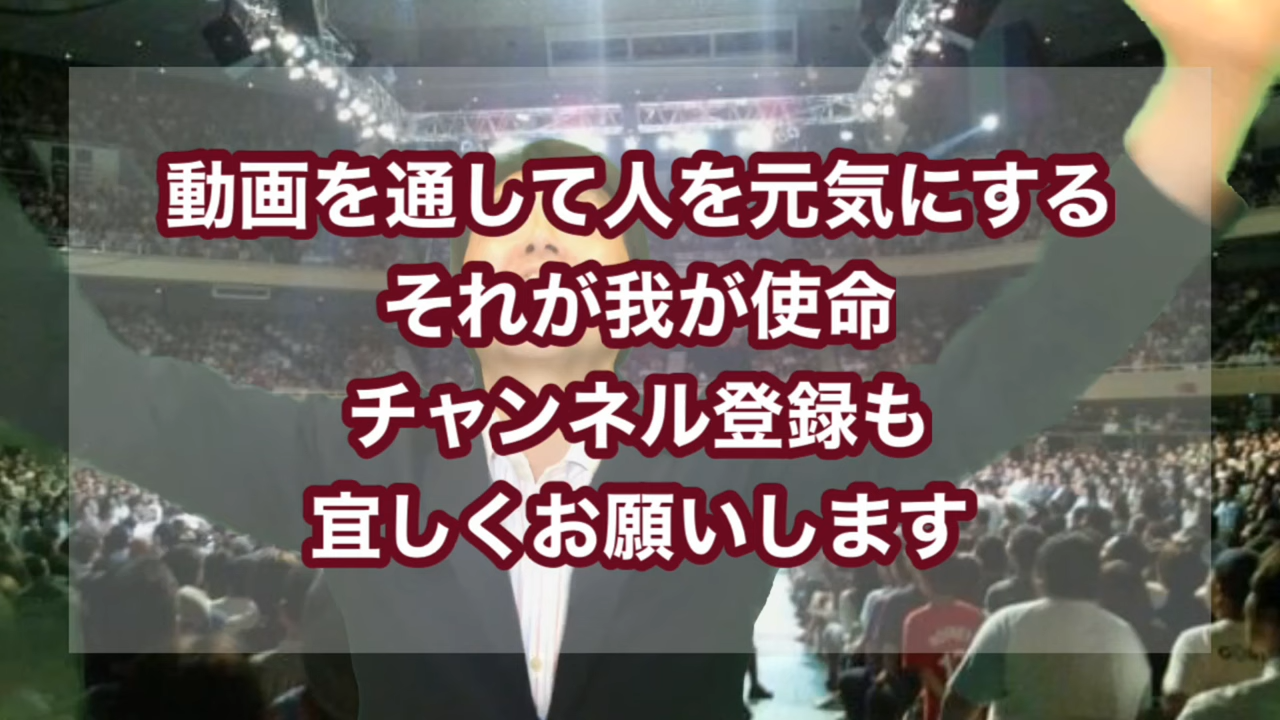 動画を通して人を元気にする
それが我が使命
チャンネル登録も
宜しくお願いします